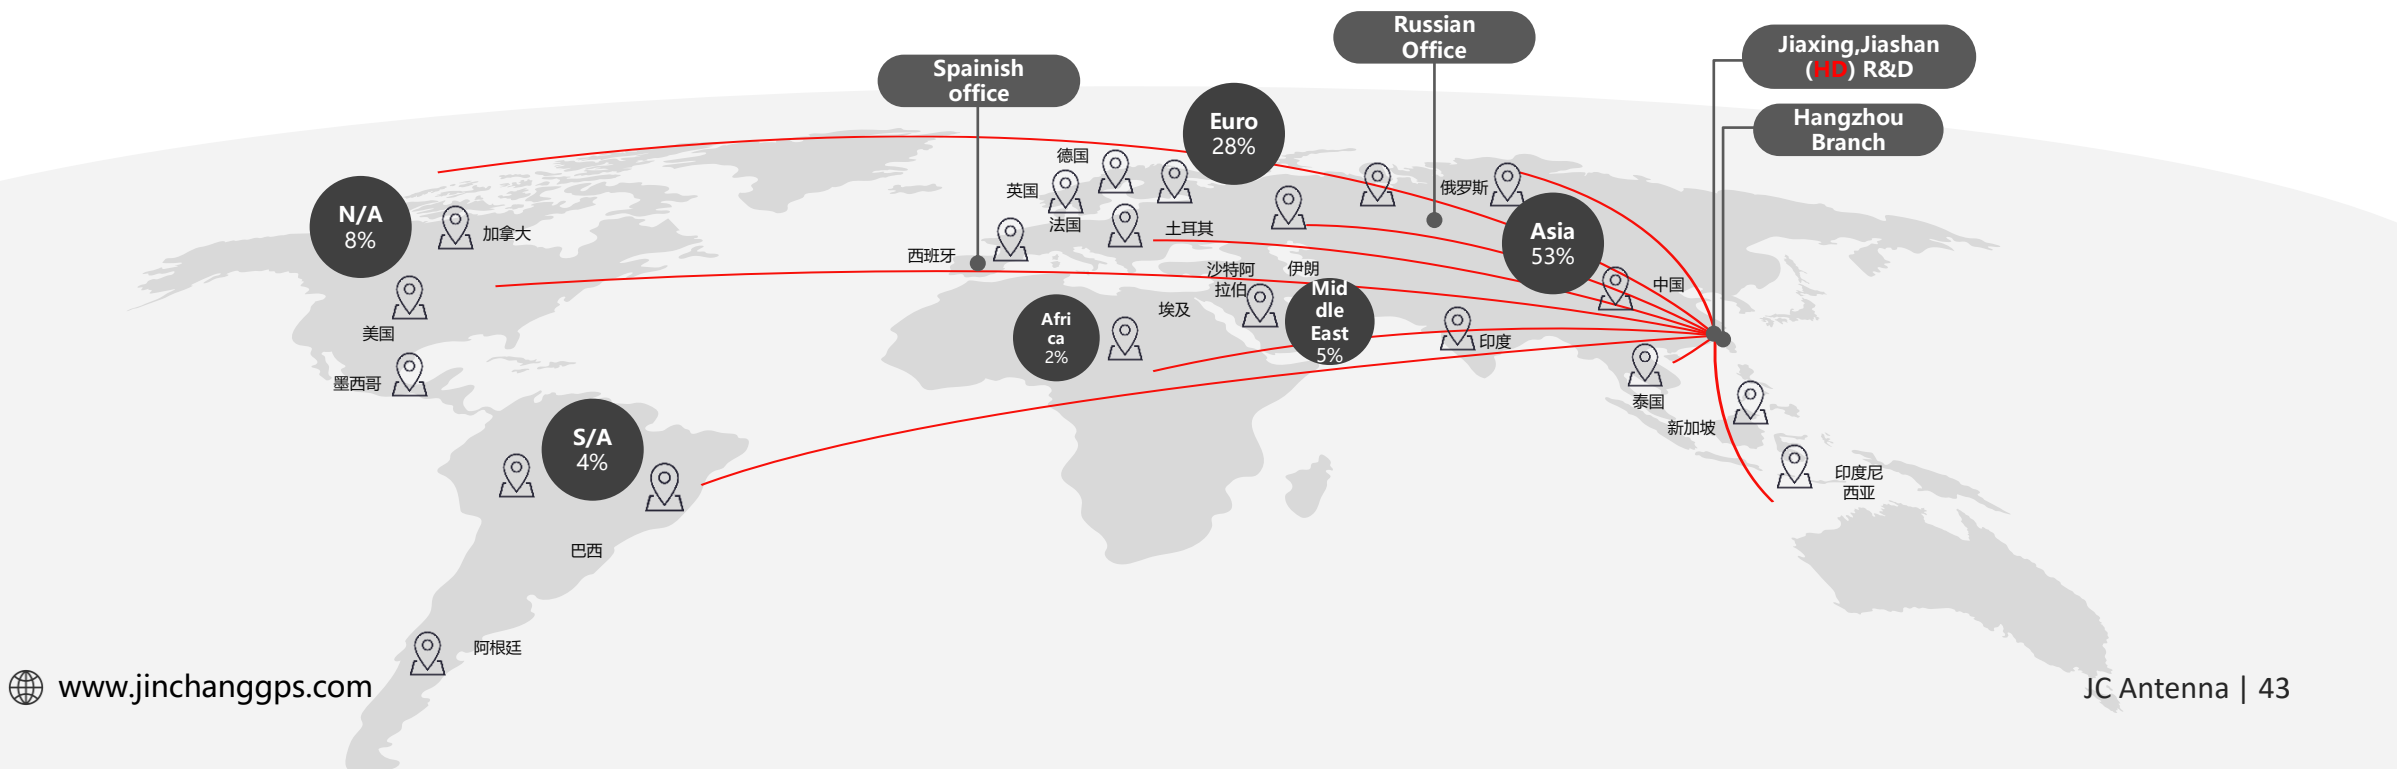 Russian
Office
Jiaxing,Jiashan
(HD) R&D
Spainish
office
Hangzhou
Branch
Euro
28%
德国
英国
法国
土耳其
西班牙
俄罗斯
N/A
8%
加拿大
美国
墨西哥
Asia
53%
中国
沙特阿
拉伯
伊朗
埃及
Mid
dle
East
5%
Afri
ca
2%
印度
泰国
新加坡
印度尼
西亚
S/A
4%
巴西
阿根廷
www.jinchanggps.com
JC Antenna | 43